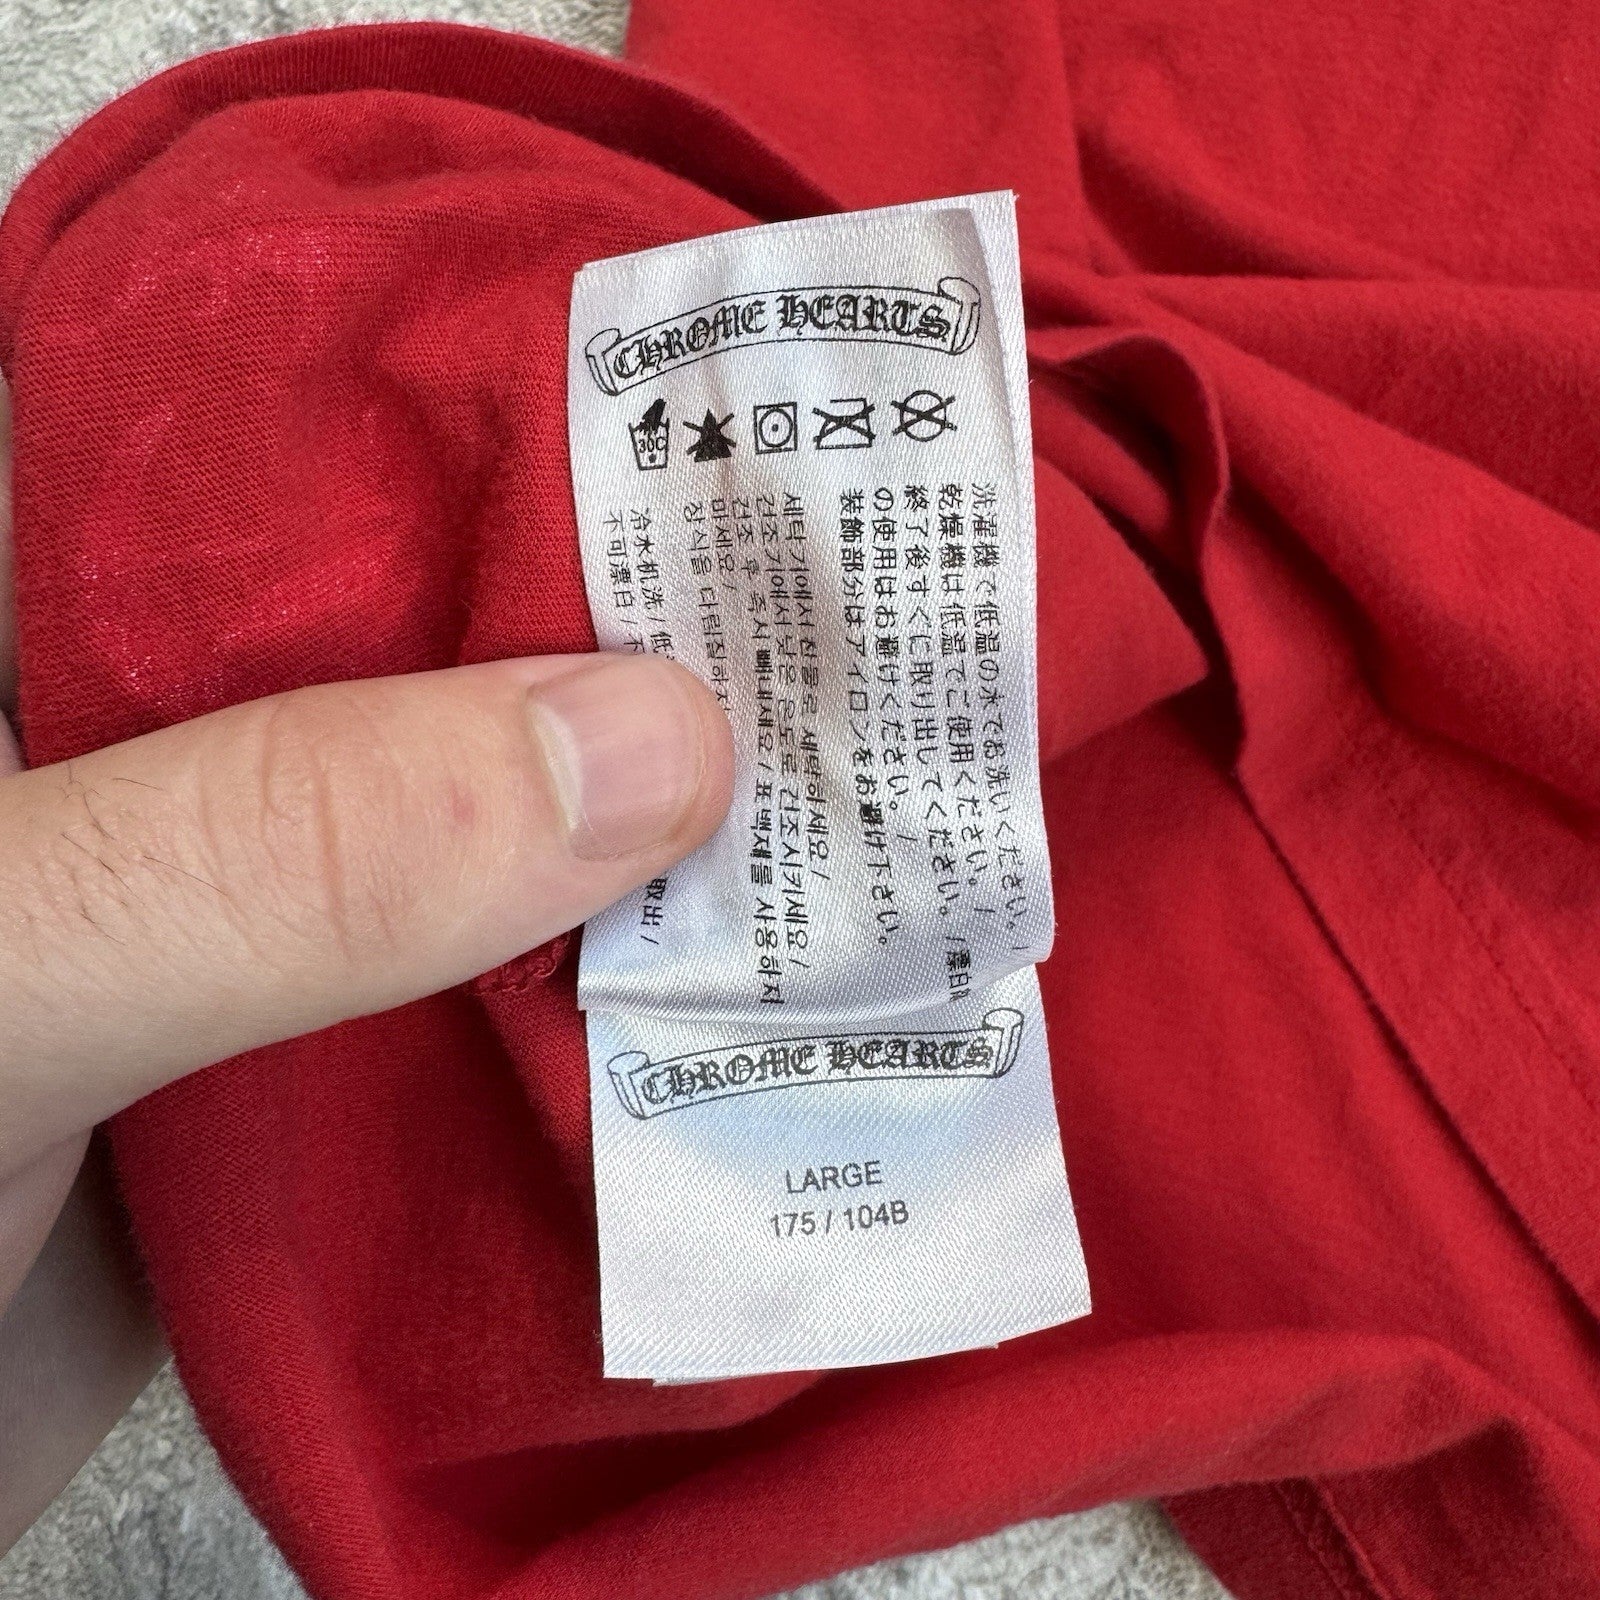 CHROME HEARTS
30C
洗濯機で低温の水でお洗いください。/
乾燥機は低温でご使用ください。/
終了後すぐに取り出してください。/漂白剤
の使用はお避けください。/
装飾部分はアイロンをお避け下さい。
세탁기에서 찬물로 세탁하세요/
건조기에서 낮은 온도로 건조시키세요/
건조 후 즉시 빼내세요/표백제를 사용하지
마세요/
장식을 다림질하지
冷水机洗/低
取出/
不可漂白/不
CHROME HEARTS
LARGE
175 / 104B